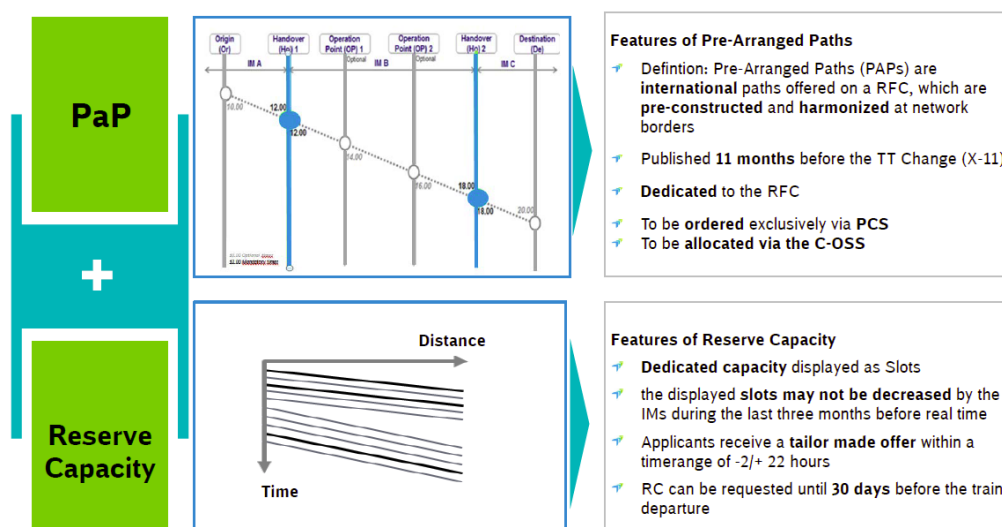 PaP
+
Reserve
Capacity
Origin
(Or)
Handover
(Ho) 1
Operation
Point (OP) 1
Optional
Operation
Point (OP) 2
Optional
Handover
(Ho) 2
Destination
(De)
IM A
IM B
IM C
10.00
12.00
12.00
14.00
16.00
18.00
18.00
20.00
Distance
Time
Features of Pre-Arranged Paths
Defintion: Pre-Arranged Paths (PAPs) are
international paths offered on a RFC, which are
pre-constructed and harmonized at network
borders
Published 11 months before the TT Change (X-11)
Dedicated to the RFC
To be ordered exclusively via PCS
To be allocated via the C-OSS
Features of Reserve Capacity
Dedicated capacity displayed as Slots
the displayed slots may not be decreased by the
IMs during the last three months before real time
Applicants receive a tailor made offer within a
timerange of -2/+ 22 hours
RC can be requested until 30 days before the train
departure